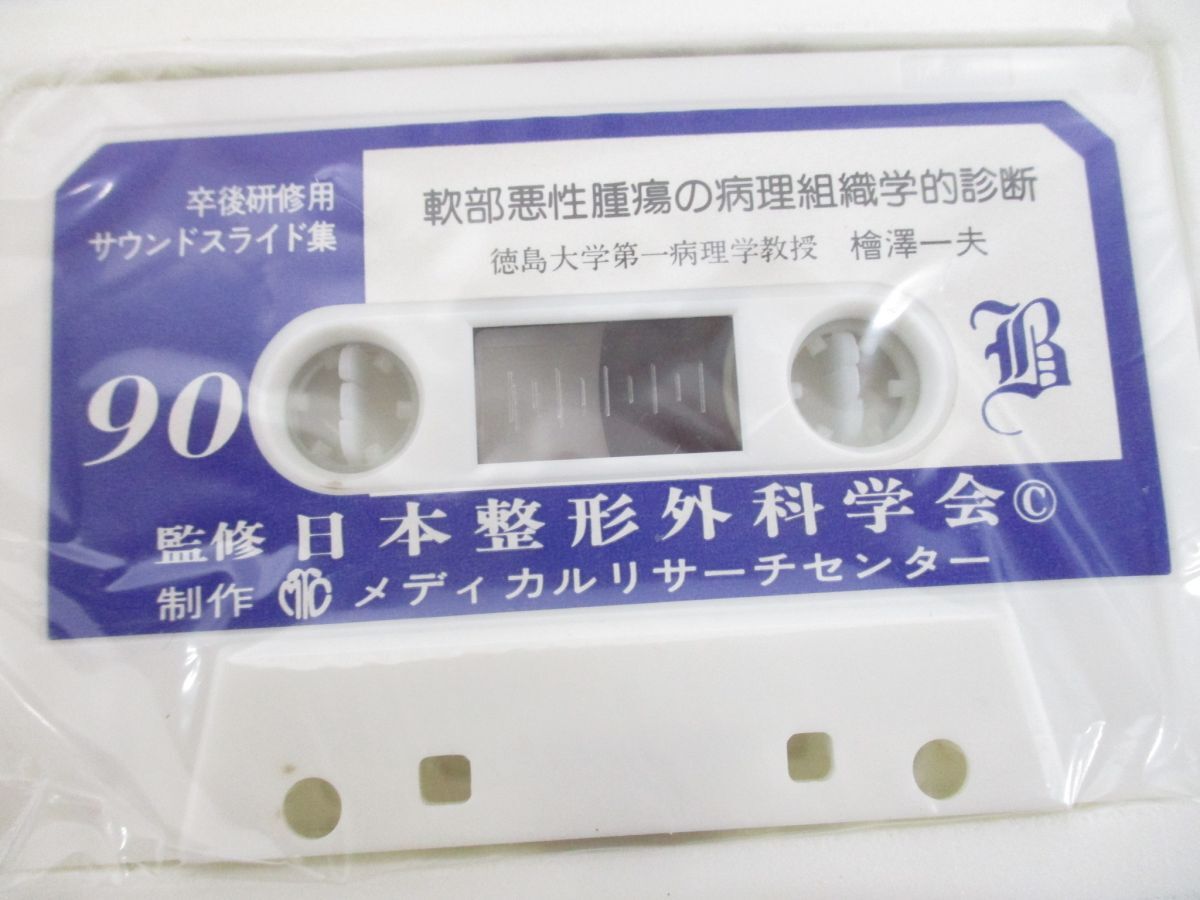 卒後研修用
サウンドスライド集
軟部悪性腫瘍の病理組織学的診断
徳島大学第一病理学教授 檜澤一夫
B
90
監修 日本整形外科学会©
制作 MRC メディカルリサーチセンター